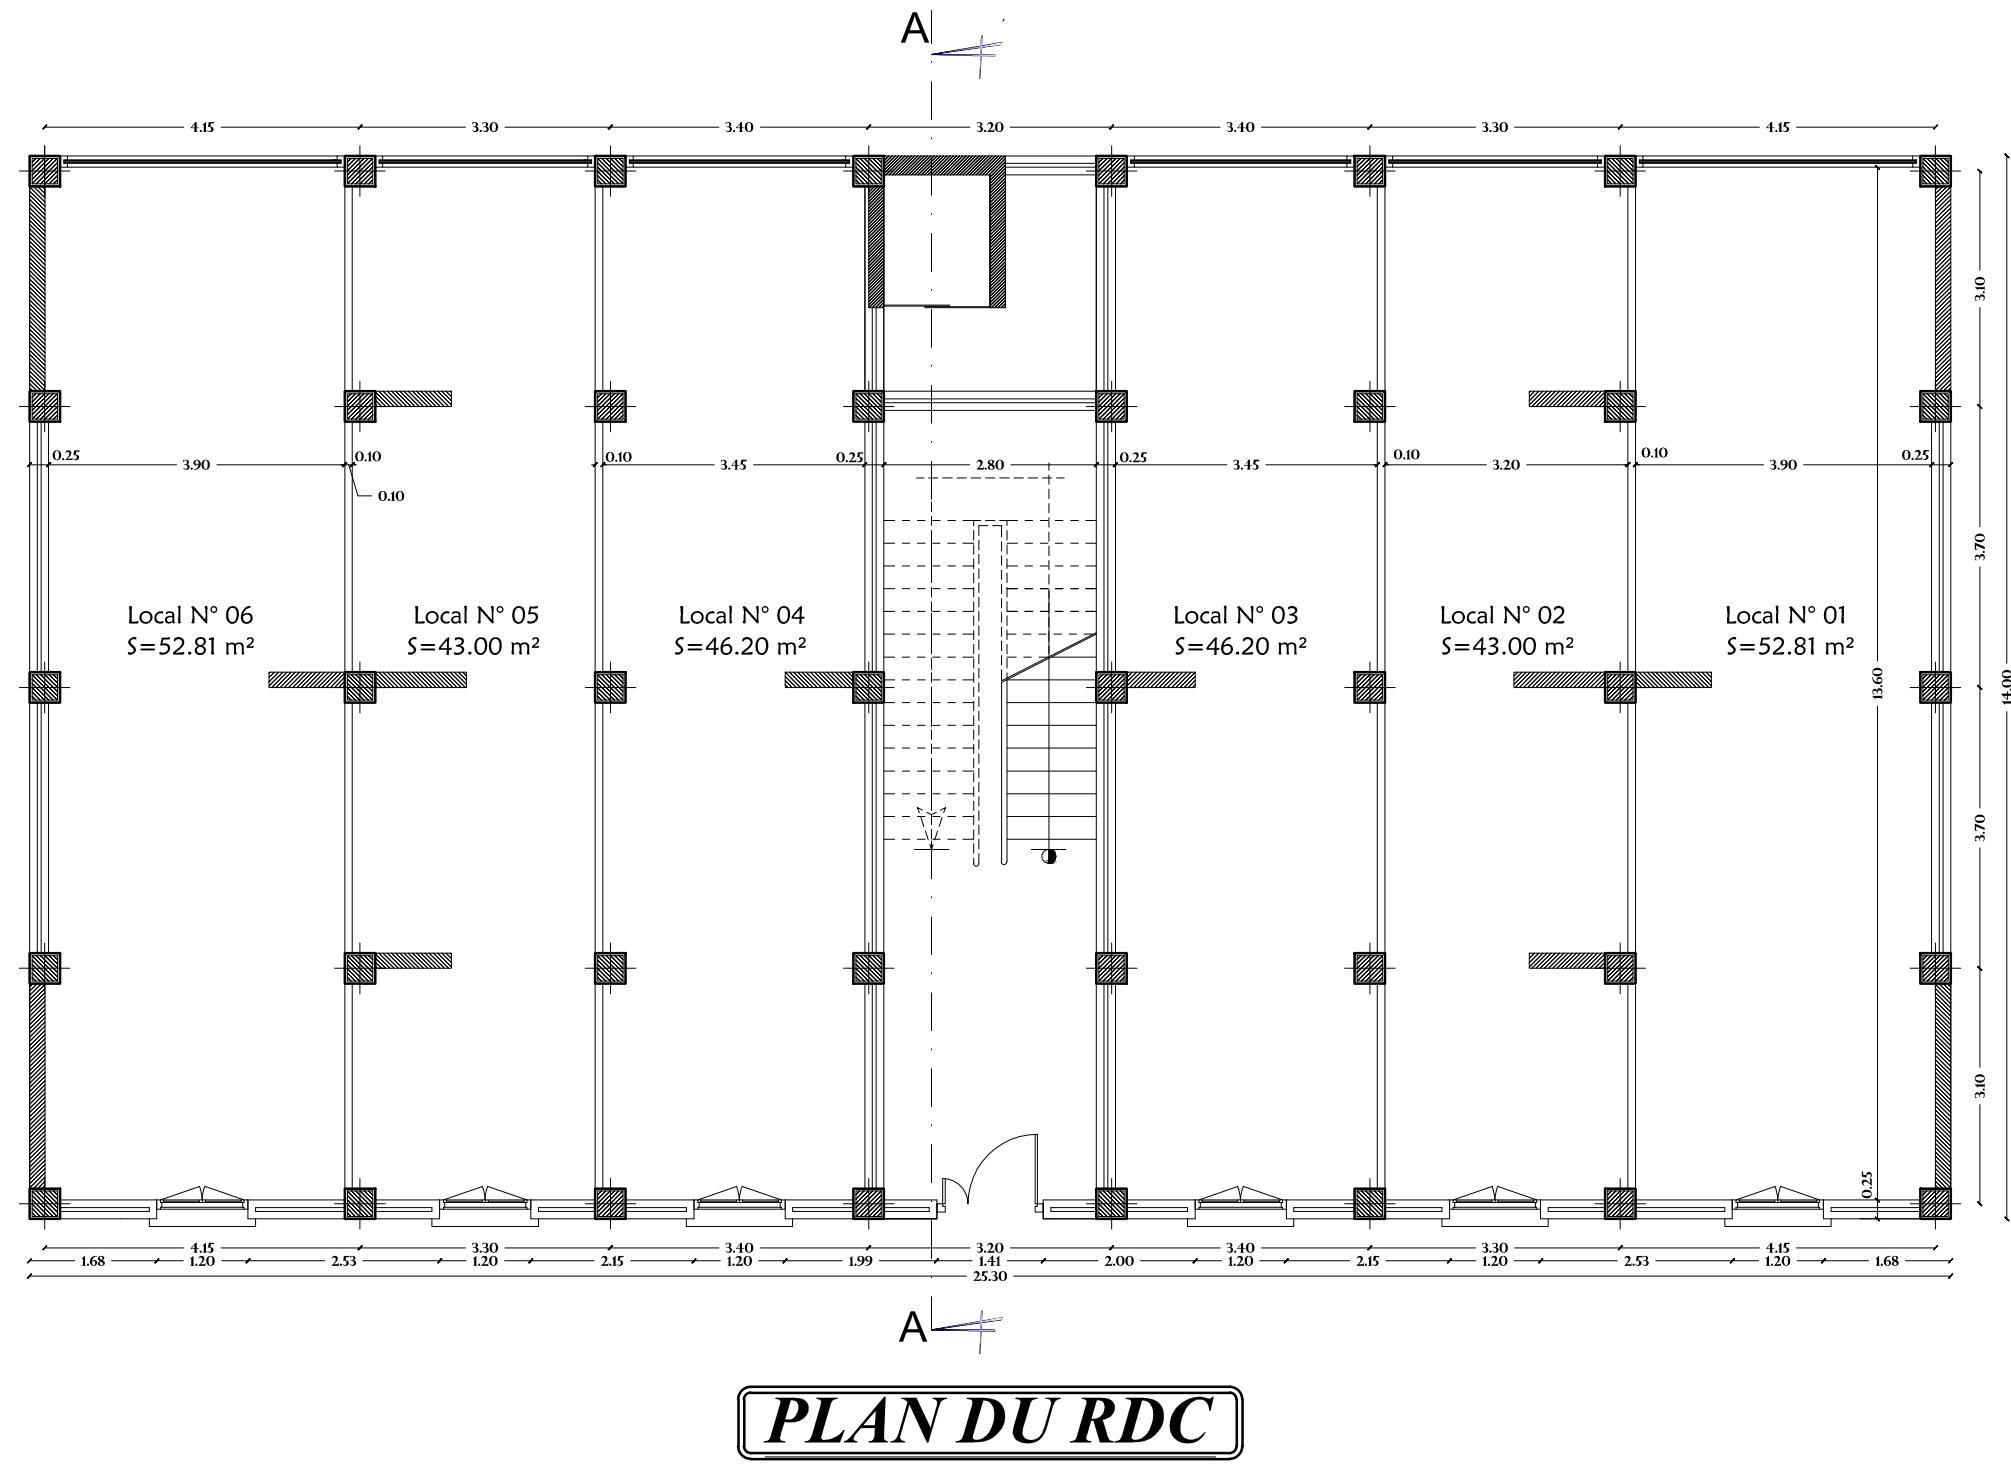 A
4.15 3.30 3.40 3.20 3.40 3.30 4.15
3.10
0.25 3.90 0.10 0.10 3.45 0.25 2.80 0.25 3.45 0.10 3.20 0.10 3.90 0.25
0.10
3.70
Local N° 06 Local N° 05 Local N° 04 Local N° 03 Local N° 02 Local N° 01
S=52.81 m² S=43.00 m² S=46.20 m² S=46.20 m² S=43.00 m² S=52.81 m²
13.60
14.00
3.70
3.10
0.25
4.15 3.30 3.40 3.20 3.40 3.30 4.15
1.68 1.20 2.53 1.20 2.15 1.20 1.99 1.41 2.00 1.20 2.15 1.20 2.53 1.20 1.68
25.30
A
PLAN DU RDC